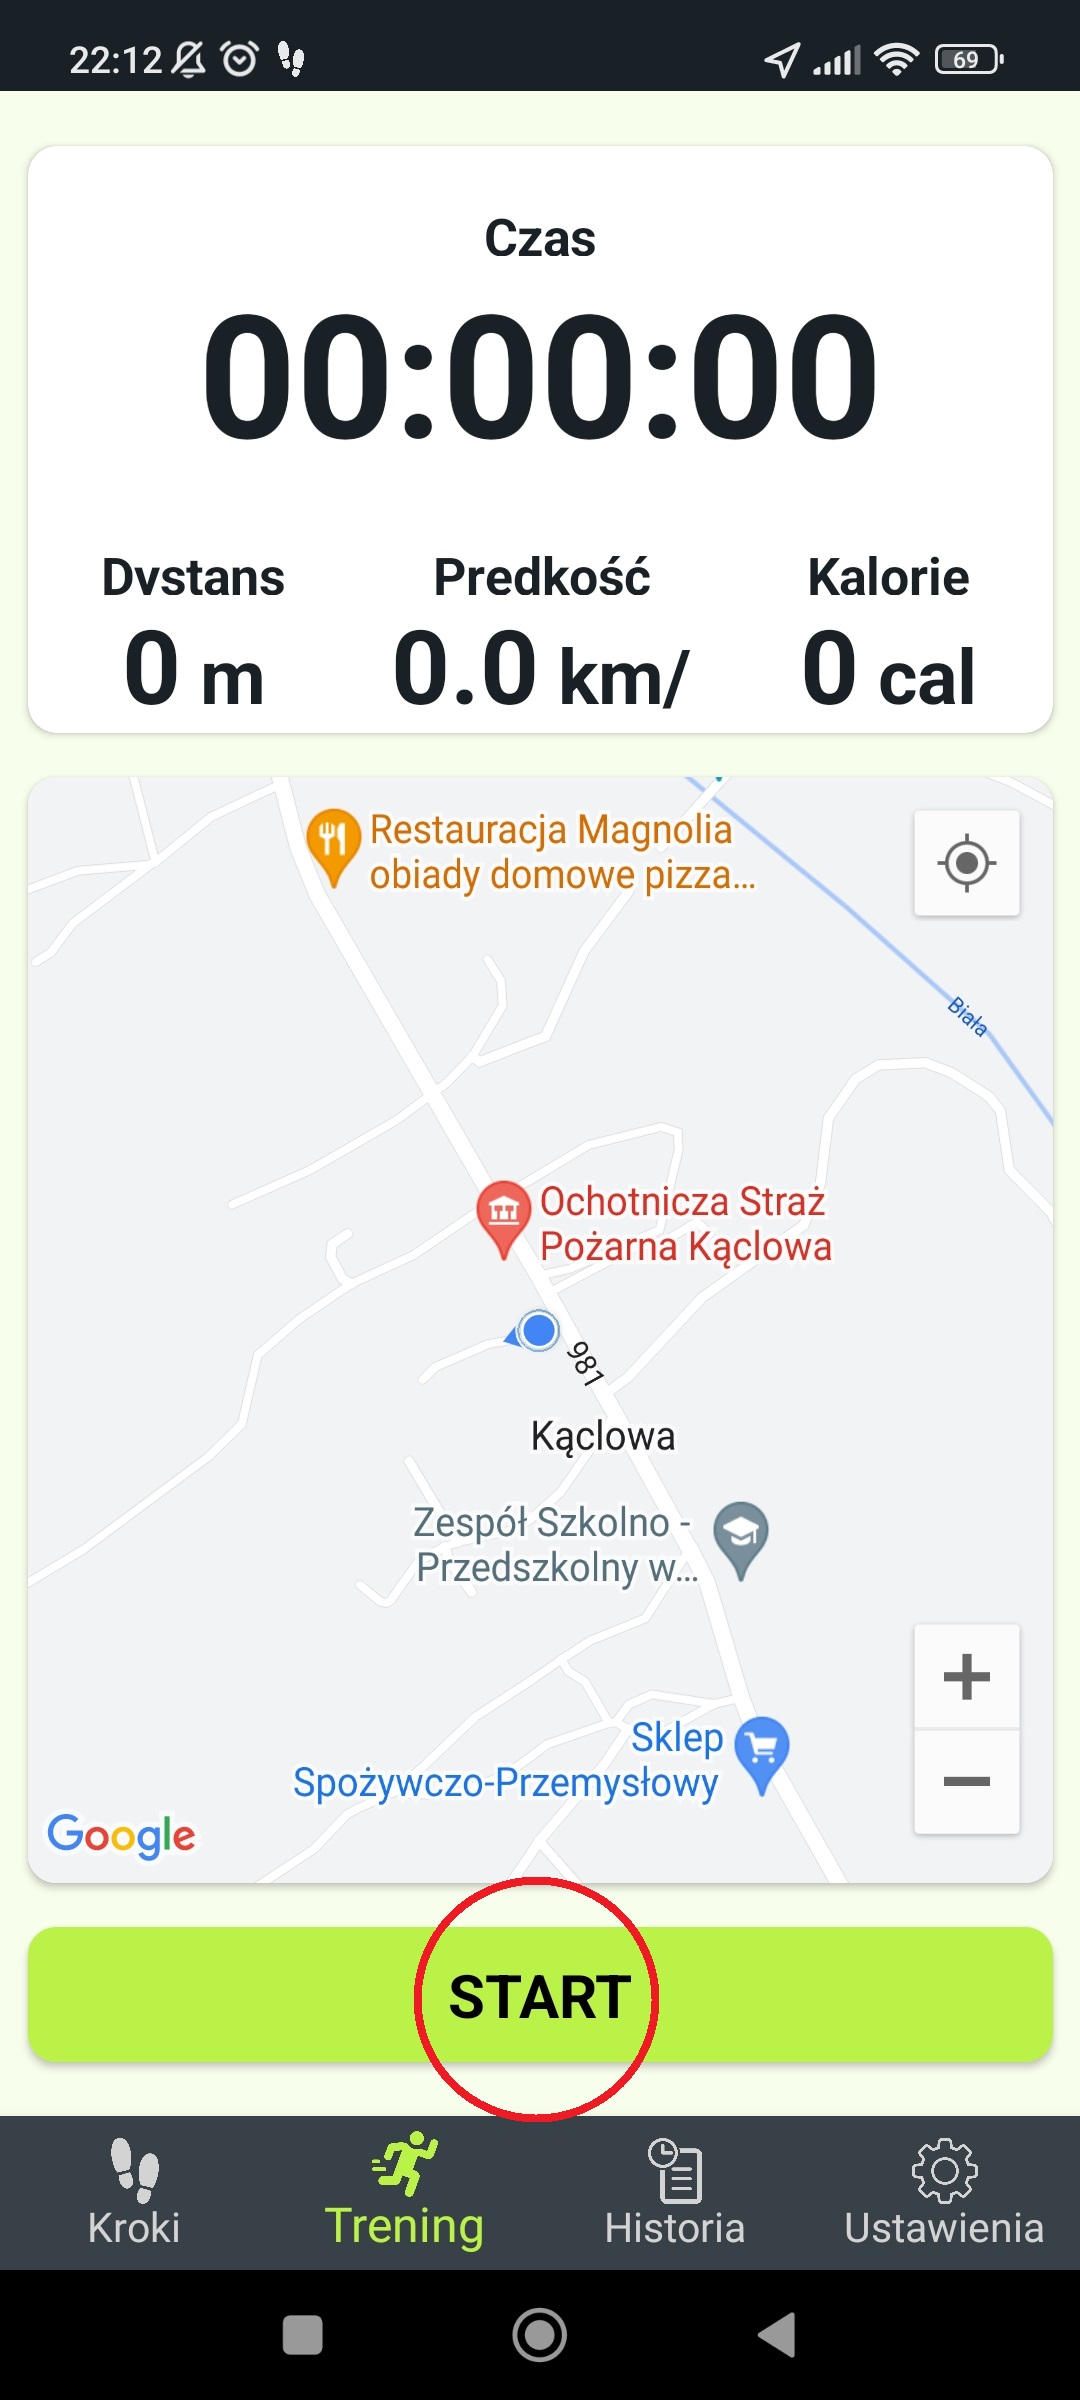 22:12
69
Czas
00:00:00
Dystans Predkość Kalorie
0 m 0.0 km/ 0 cal
Restauracja Magnolia
obiady domowe pizza...
Biała
Ochotnicza Straż
Pożarna Kąclowa
981
Kąclowa
Zespół Szkolno -
Przedszkolny w...
Sklep
Spożywczo-Przemysłowy
Google
START
Kroki Trening Historia Ustawienia